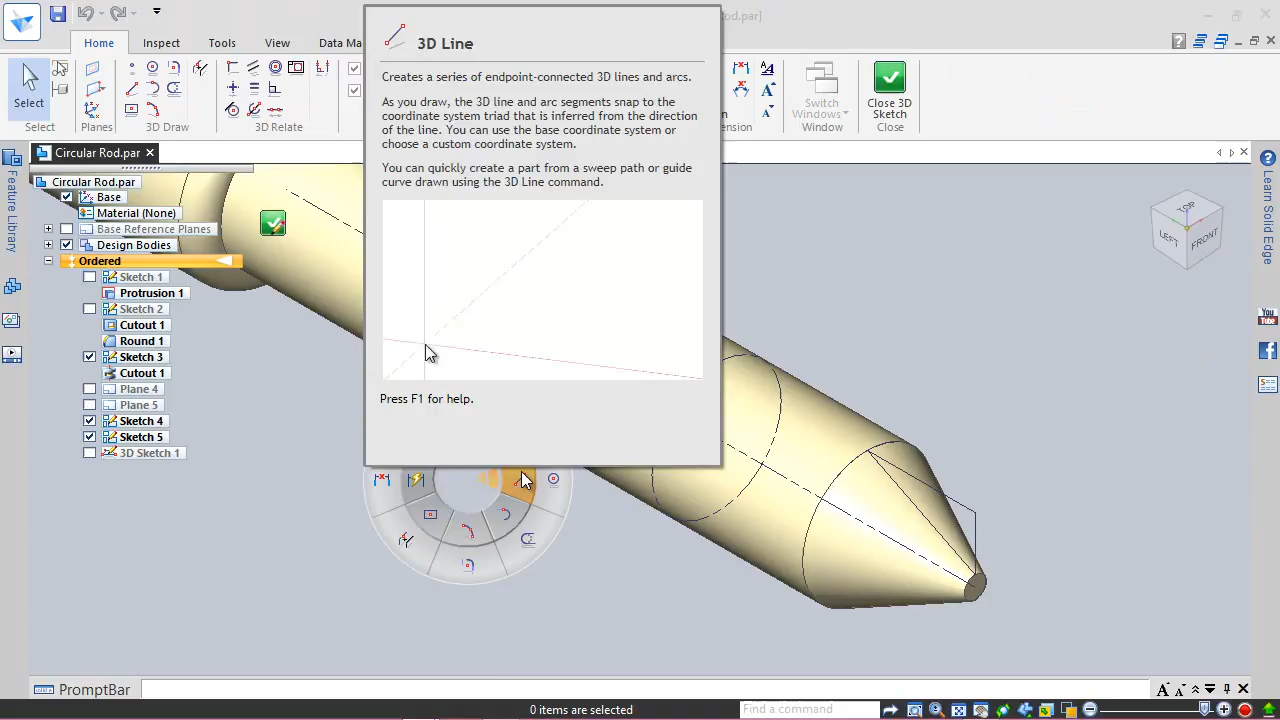 rod.par]
Home
Inspect
Tools
View
Data Ma
3D Line
Creates a series of endpoint-connected 3D lines and arcs.
As you draw, the 3D line and arc segments snap to the
coordinate system triad that is inferred from the direction
of the line. You can use the base coordinate system or
choose a custom coordinate system.
You can quickly create a part from a sweep path or guide
curve drawn using the 3D Line command.
Press F1 for help.
Select
Select
Planes
3D Draw
3D Relate
ension
Switch
Windows
Window
Close 3D
Sketch
Close
Circular Rod.par
Circular Rod.par
Base
Material (None)
Base Reference Planes
Design Bodies
Ordered
Sketch 1
Protrusion 1
Sketch 2
Cutout 1
Round 1
Sketch 3
Cutout 1
Plane 4
Plane 5
Sketch 4
Sketch 5
3D Sketch 1
Feature Library
TOP
LEFT
FRONT
Learn Solid Edge
You
Tube
PromptBar
0 items are selected
Find a command